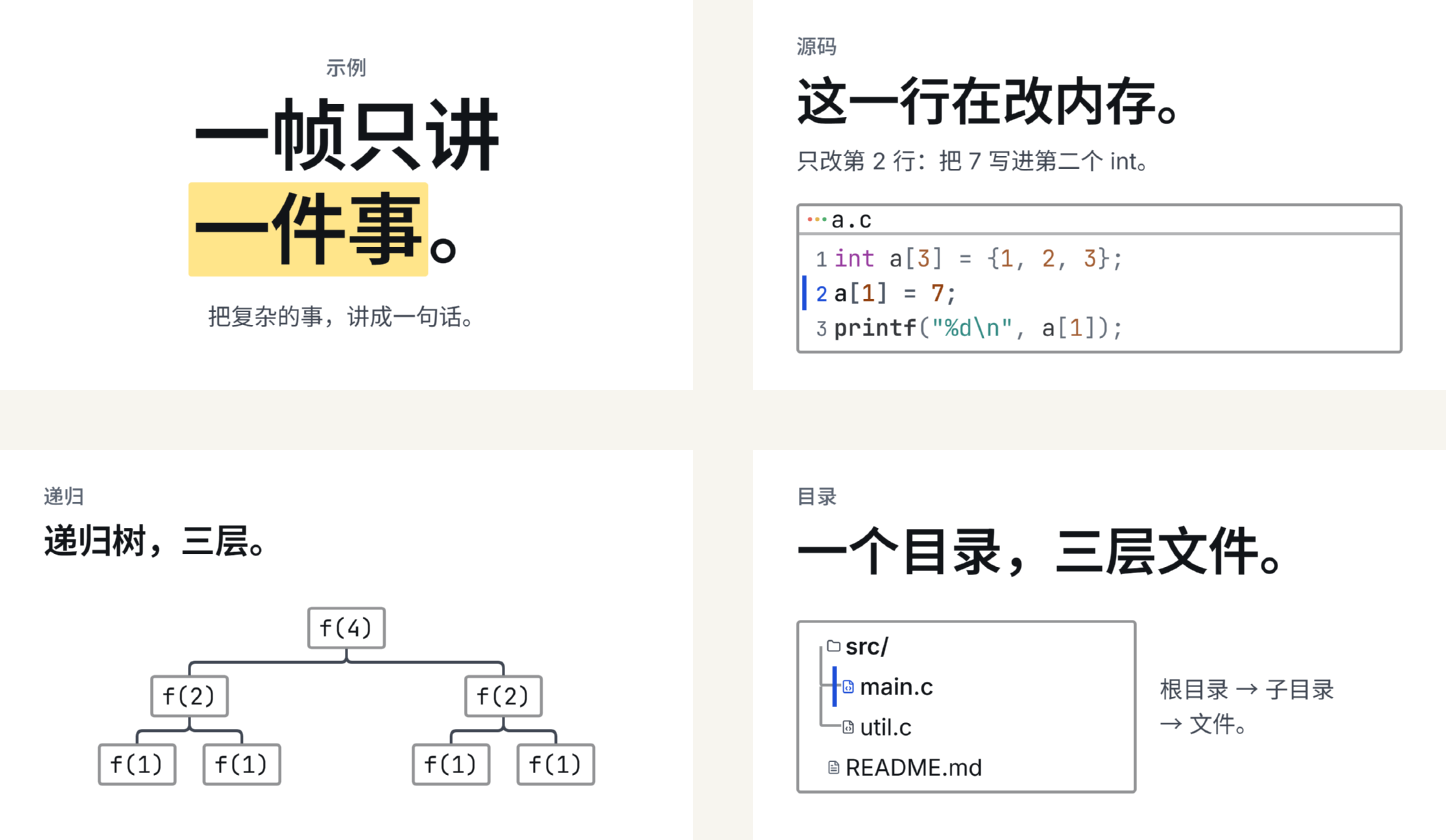 示例
一帧只讲
一件事。
把复杂的事，讲成一句话。
源码
这一行在改内存。
只改第 2 行：把 7 写进第二个 int。
a.c
1 int a[3] = {1, 2, 3};
2 a[1] = 7;
3 printf("%d\n", a[1]);
递归
递归树，三层。
f(4)
f(2) f(2)
f(1) f(1) f(1) f(1)
目录
一个目录，三层文件。
src/
main.c
util.c
README.md
根目录 → 子目录
→ 文件。